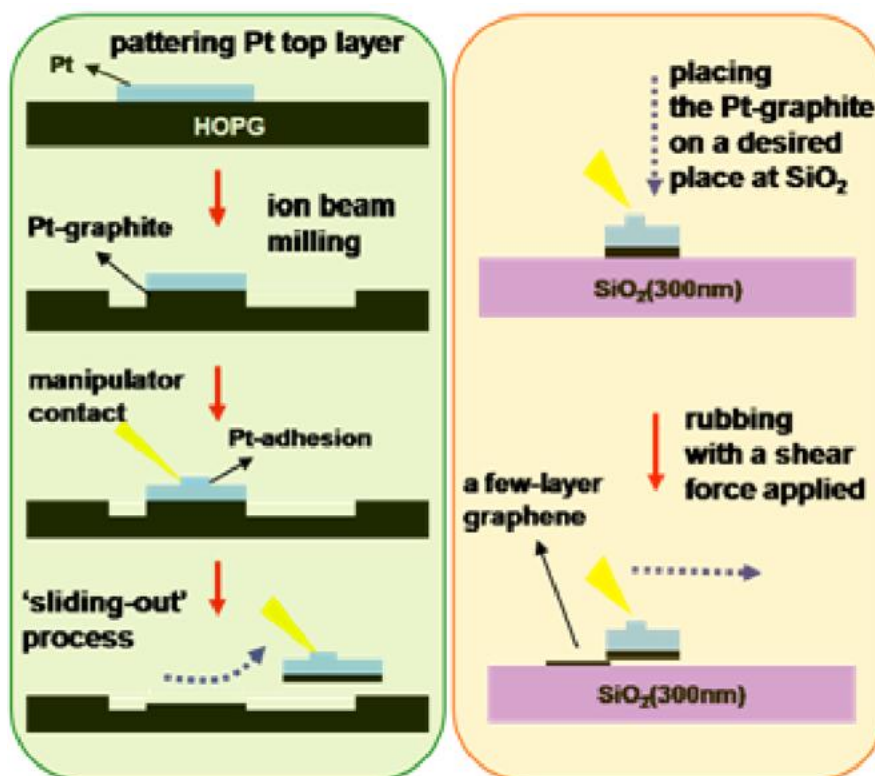 pattering Pt top layer
Pt
HOPG
ion beam
milling
Pt-graphite
manipulator
contact
Pt-adhesion
‘sliding-out’
process
placing
the Pt-graphite
on a desired
place at SiO₂
SiO₂(300nm)
rubbing
with a shear
force applied
a few-layer
graphene
SiO₂(300nm)